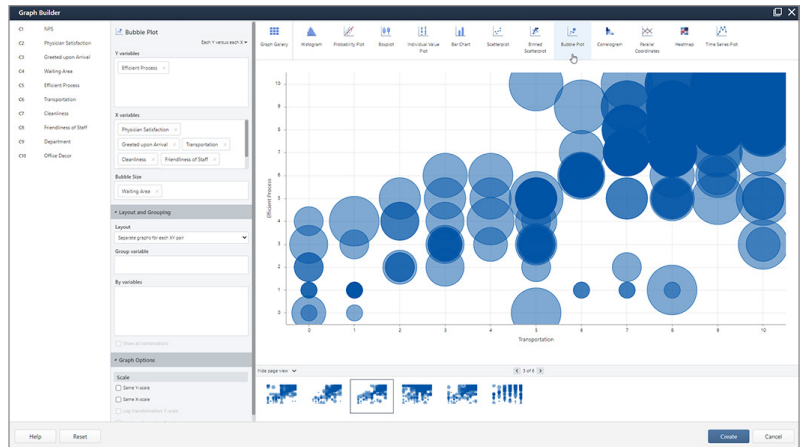 Graph Builder
C1 NPS
C2 Physician Satisfaction
C3 Greeted upon Arrival
C4 Waiting Area
C5 Efficient Process
C6 Transportation
C7 Cleanliness
C8 Friendliness of Staff
C9 Department
C10 Office Decor
Bubble Plot
Each Y versus each X
Y variables
Efficient Process ×
X variables
Physician Satisfaction ×
Greeted upon Arrival × Transportation ×
Cleanliness × Friendliness of Staff ×
Bubble Size
Waiting Area ×
Layout and Grouping
Layout
Separate graphs for each XY pair
Group variable
By variables
Show all combinations
Graph Options
Scale
Same Y-scale
Same X-scale
Log transformation Y-scale
Help Reset
Graph Gallery
Histogram
Probability Plot
Boxplot
Individual Value
Plot
Bar Chart
Scatterplot
Binned
Scatterplot
Bubble Plot
Correlogram
Parallel
Coordinates
Heatmap
Time Series Plot
Efficient Process
10
9
8
7
6
5
4
3
2
1
0
0 1 2 3 4 5 6 7 8 9 10
Transportation
Hide page view
3 of 6
Create Cancel